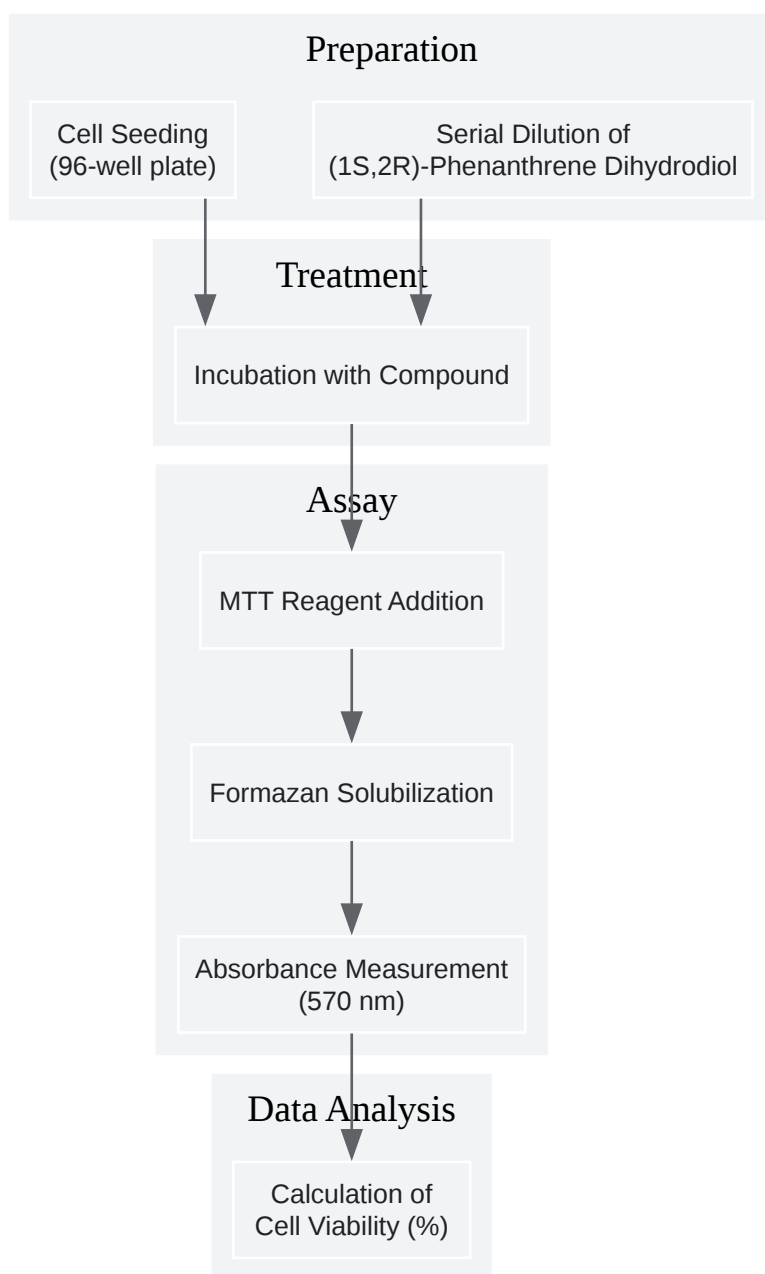 Preparation
Cell Seeding
(96-well plate)
Serial Dilution of
(1S,2R)-Phenanthrene Dihydrodiol
Treatment
Incubation with Compound
Assay
MTT Reagent Addition
Formazan Solubilization
Absorbance Measurement
(570 nm)
Data Analysis
Calculation of
Cell Viability (%)